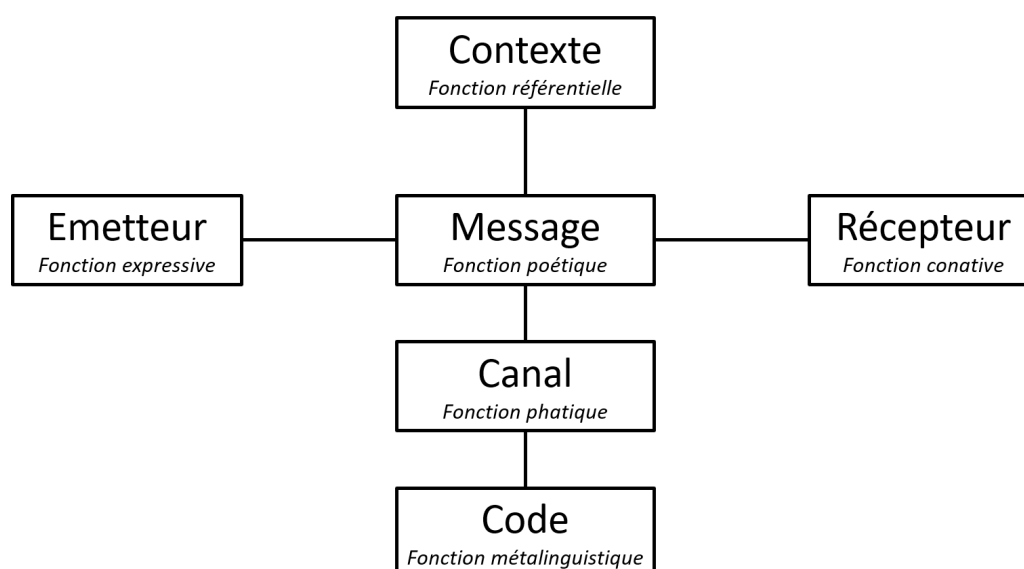 Contexte
Fonction référentielle
Emetteur
Fonction expressive
Message
Fonction poétique
Récepteur
Fonction conative
Canal
Fonction phatique
Code
Fonction métalinguistique